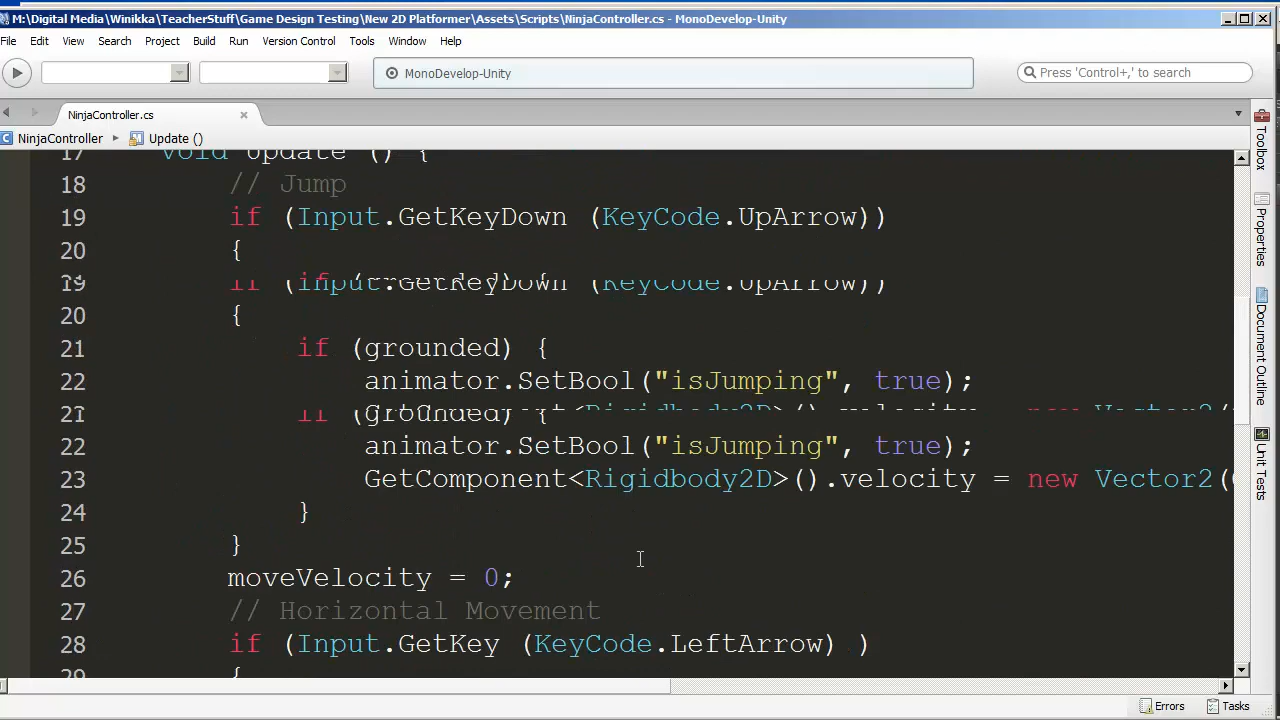 M:\Digital Media\Winikka\TeacherStuff\Game Design Testing\New 2D Platformer\Assets\Scripts\NinjaController.cs - MonoDevelop-Unity
File Edit View Search Project Build Run Version Control Tools Window Help
MonoDevelop-Unity
Press 'Control+,' to search
NinjaController.cs
NinjaController Update ()
17 void Update () {
18 // Jump
19 if (Input.GetKeyDown (KeyCode.UpArrow))
20 {
20 {
21 if (grounded) {
22 animator.SetBool("isJumping", true);
22 animator.SetBool("isJumping", true);
23 GetComponent<Rigidbody2D>().velocity = new Vector2(
24 }
25 }
26 moveVelocity = 0;
27 // Horizontal Movement
28 if (Input.GetKey (KeyCode.LeftArrow) )
29
Toolbox
Properties
Document Outline
Unit Tests
Errors Tasks